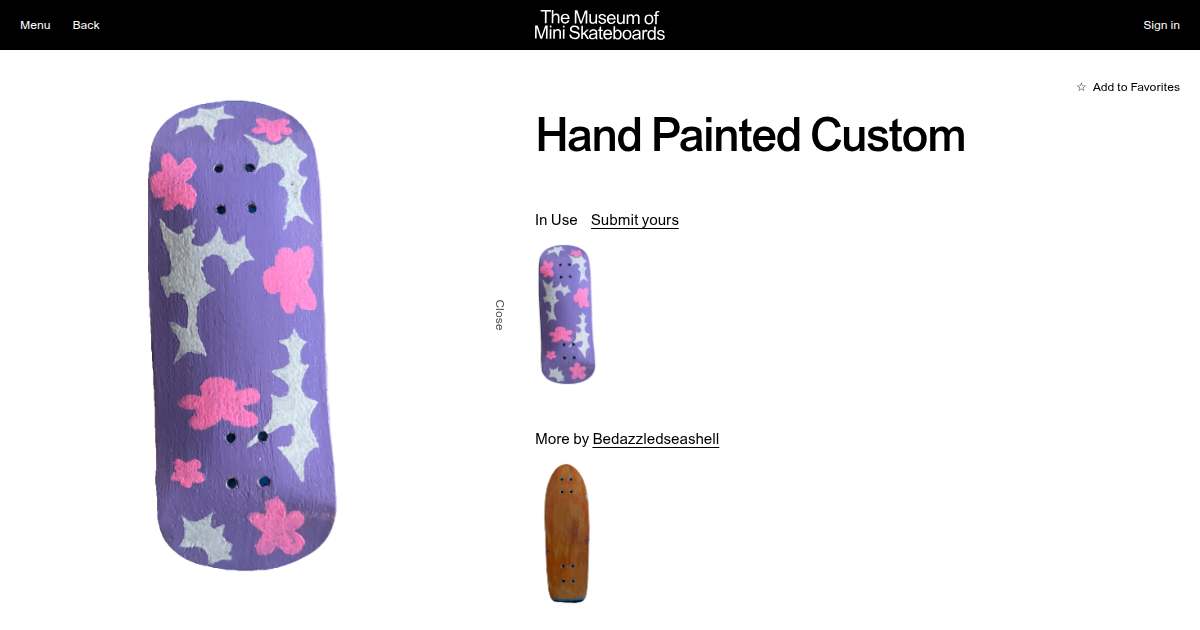 Menu
Back
The Museum of
Mini Skateboards
Sign in
☆ Add to Favorites
Hand Painted Custom
In Use
Submit yours
Close
More by Bedazzledseashell